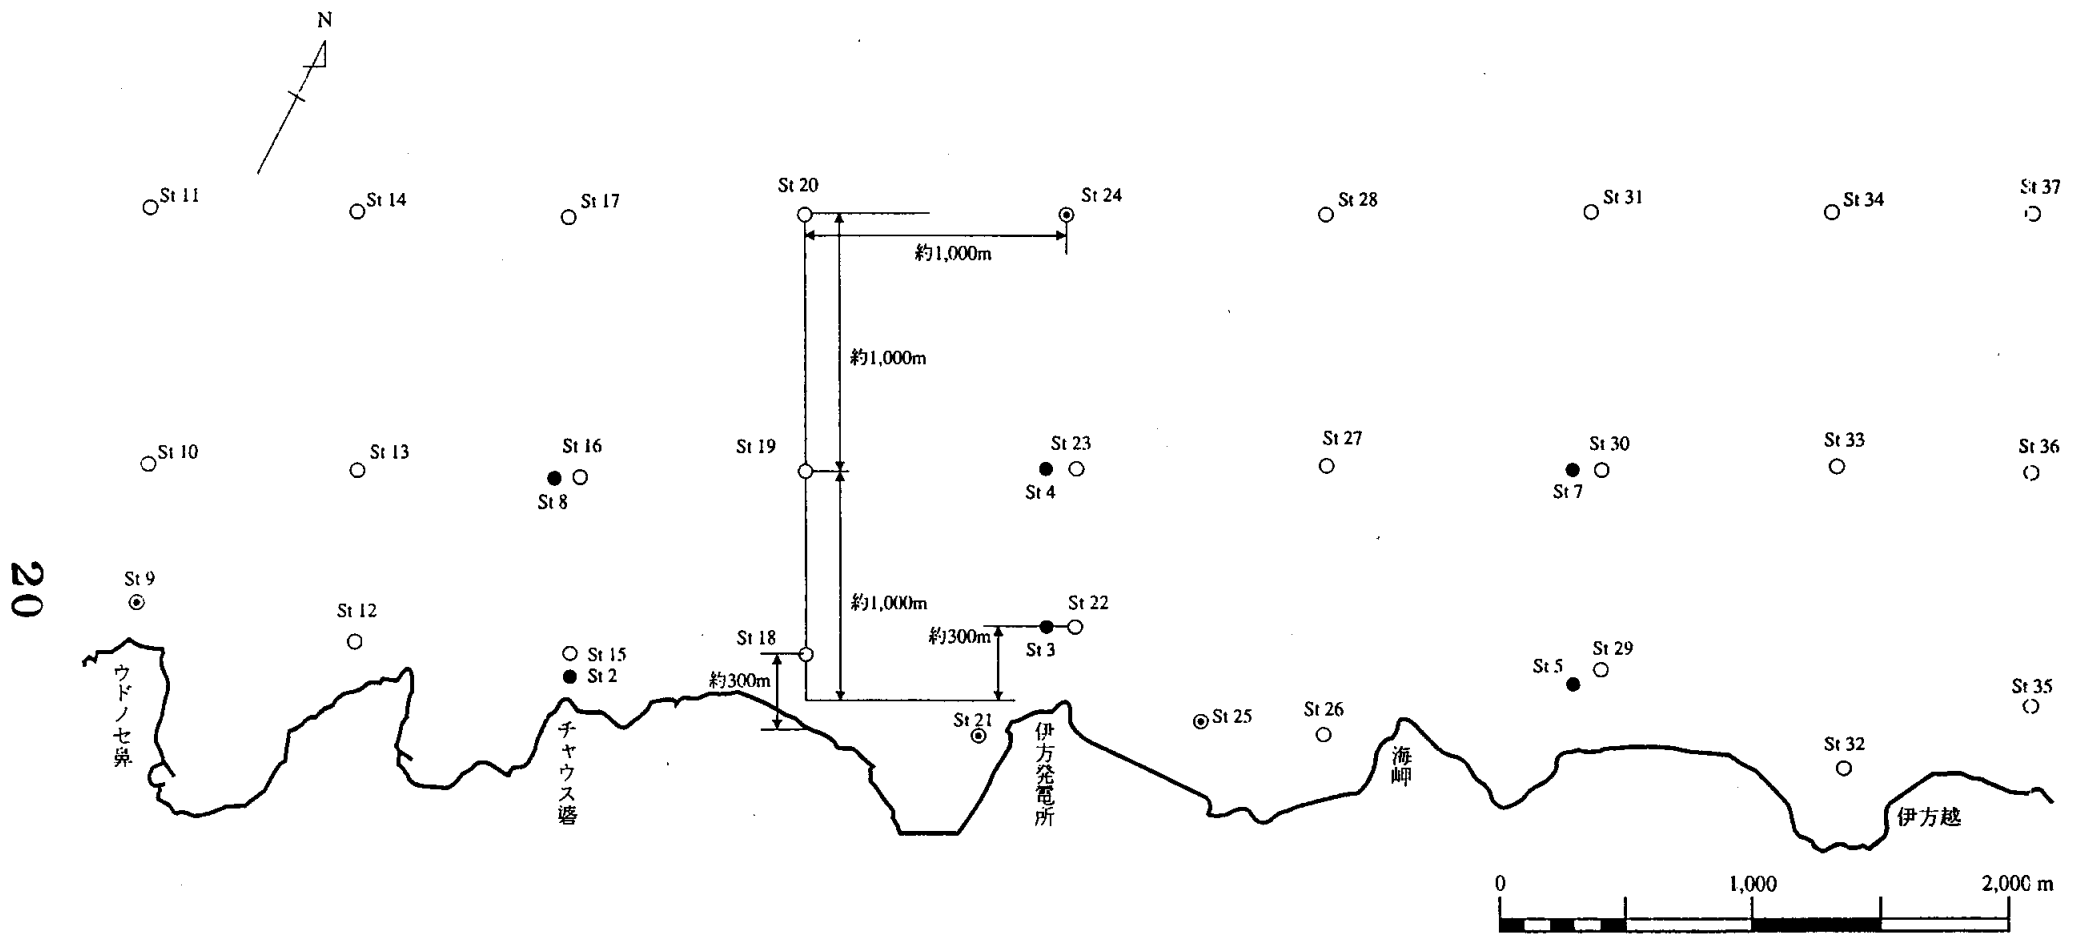 N
St 11
St 14
St 17
St 20
St 24
St 28
St 31
St 34
St 37
約1,000m
約1,000m
St 10
St 13
St 16
St 8
St 19
St 23
St 4
St 27
St 30
St 7
St 33
St 36
20
St 9
St 12
St 15
St 2
St 18
約1,000m
約300m
St 22
St 3
約300m
St 5
St 29
St 21
St 25
St 26
St 35
St 32
ウドノセ鼻
チャウス碆
伊方発電所
海岬
伊方越
0
1,000
2,000 m